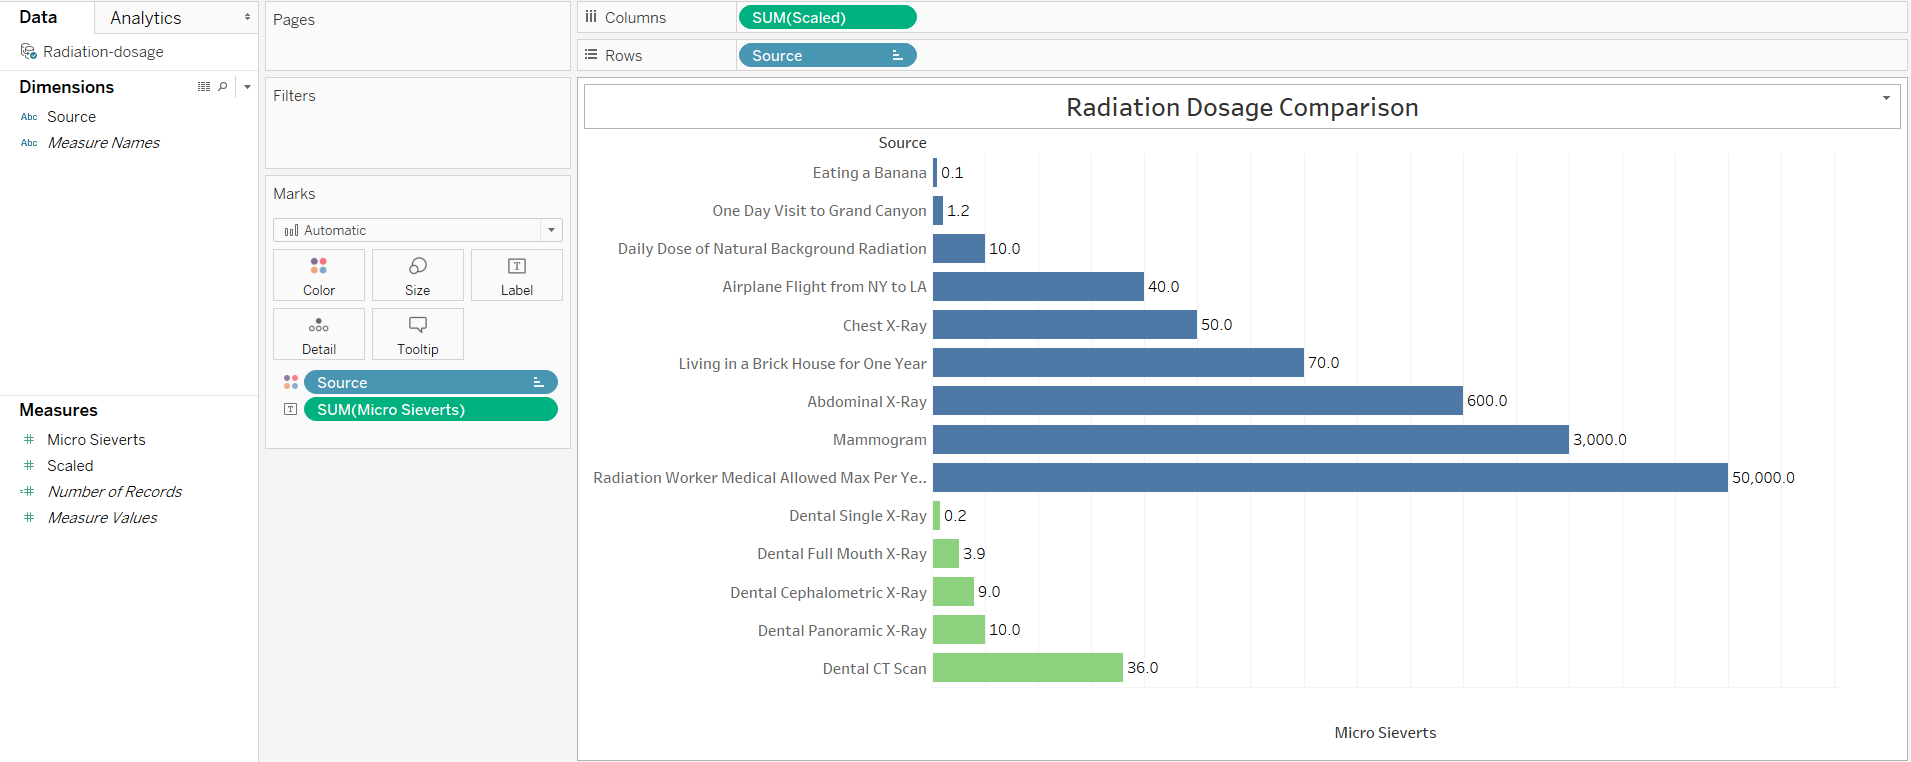 Data
Analytics
Radiation-dosage
Dimensions
Abc Source
Abc Measure Names
Measures
# Micro Sieverts
# Scaled
=# Number of Records
# Measure Values
Pages
Filters
Marks
Automatic
Color
Size
T
Label
Detail
Tooltip
Source
T SUM(Micro Sieverts)
Columns
SUM(Scaled)
Rows
Source
Radiation Dosage Comparison
Source
Eating a Banana 0.1
One Day Visit to Grand Canyon 1.2
Daily Dose of Natural Background Radiation 10.0
Airplane Flight from NY to LA 40.0
Chest X-Ray 50.0
Living in a Brick House for One Year 70.0
Abdominal X-Ray 600.0
Mammogram 3,000.0
Radiation Worker Medical Allowed Max Per Ye.. 50,000.0
Dental Single X-Ray 0.2
Dental Full Mouth X-Ray 3.9
Dental Cephalometric X-Ray 9.0
Dental Panoramic X-Ray 10.0
Dental CT Scan 36.0
Micro Sieverts